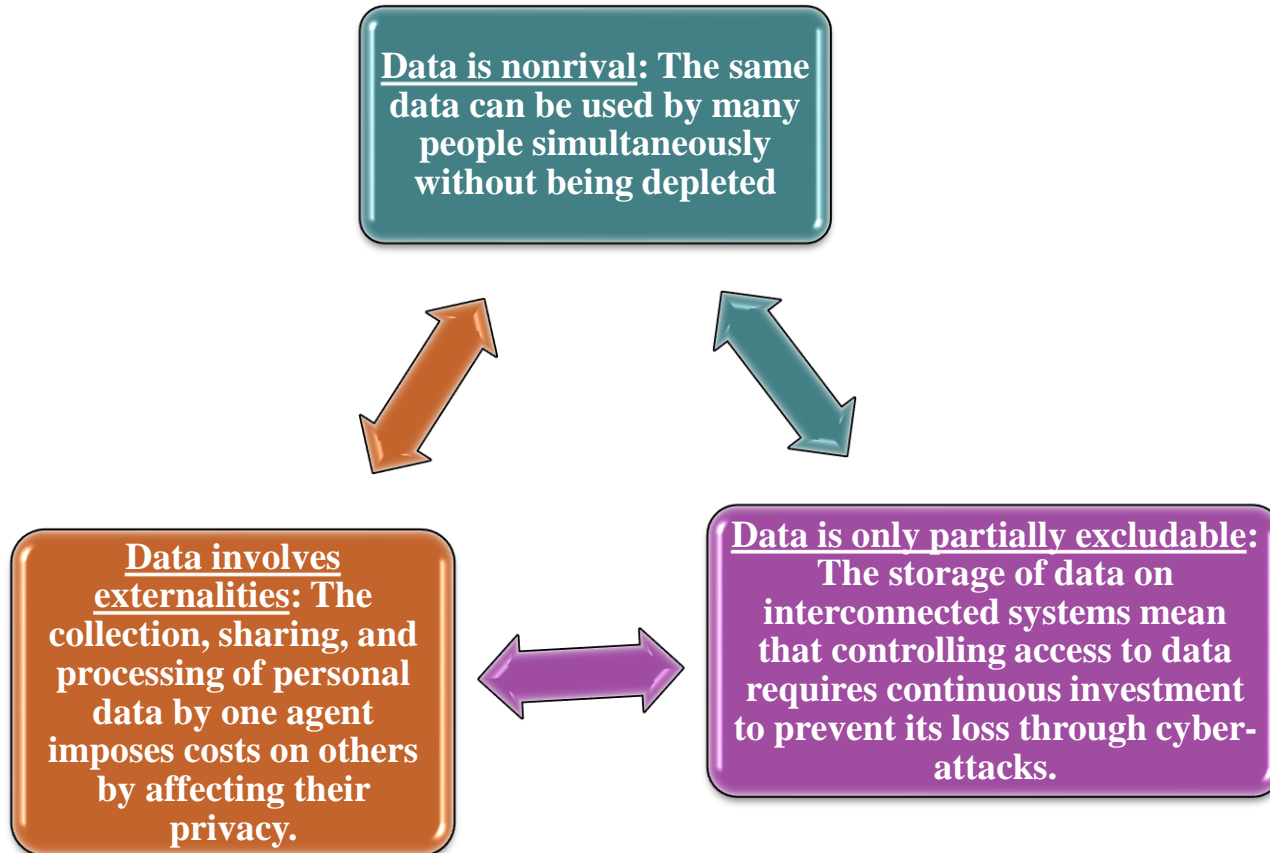 Data is nonrival: The same
data can be used by many
people simultaneously
without being depleted
Data involves
externalities: The
collection, sharing, and
processing of personal
data by one agent
imposes costs on others
by affecting their
privacy.
Data is only partially excludable:
The storage of data on
interconnected systems mean
that controlling access to data
requires continuous investment
to prevent its loss through cyber-
attacks.